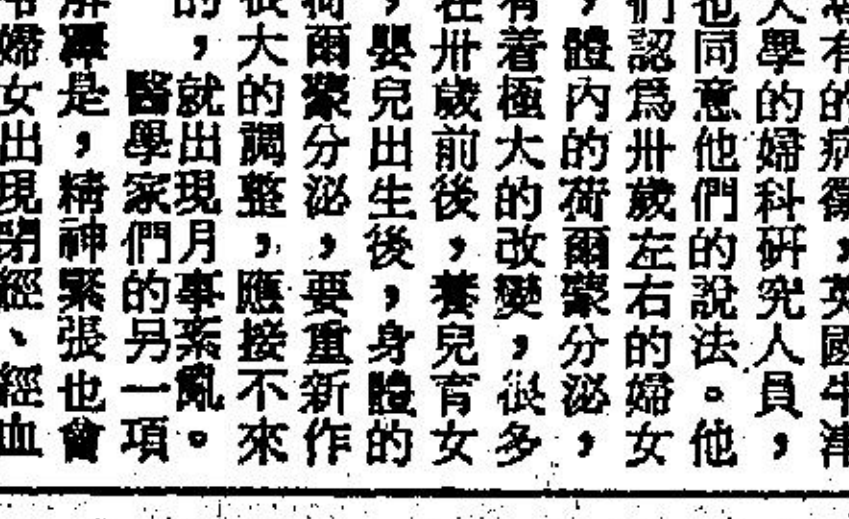 有的病徵，英國牛津
大學的婦科研究人員，
也同意他們的說法。他
們認爲卅歲左右的婦女
，體內的荷爾蒙分泌，
有着極大的改變，很多
在卅歲前後，養兒育女
，嬰兒出生後，身體的
荷爾蒙分泌，要重新作
很大的調整，應接不來
的，就出現月事紊亂。
醫學家們的另一項
解釋是，精神緊張也會
婦女出現閉經、經血